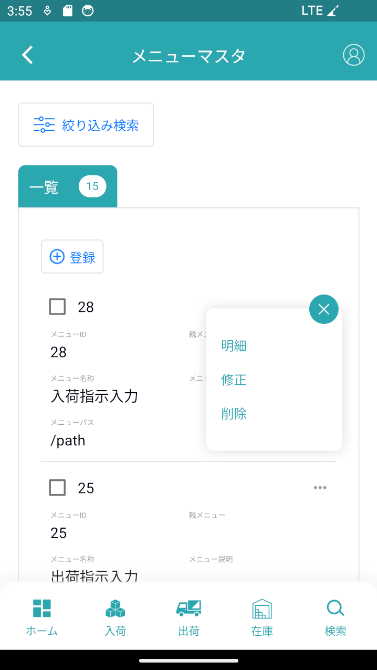 3:55
LTE
メニューマスタ
絞り込み検索
一覧 15
登録
28
メニューID
28
メニュー名称
入荷指示入力
メニューパス
/path
明細
修正
削除
25
メニューID 親メニュー
25
メニュー名称 メニュー説明
出荷指示入力
ホーム 入荷 出荷 在庫 検索